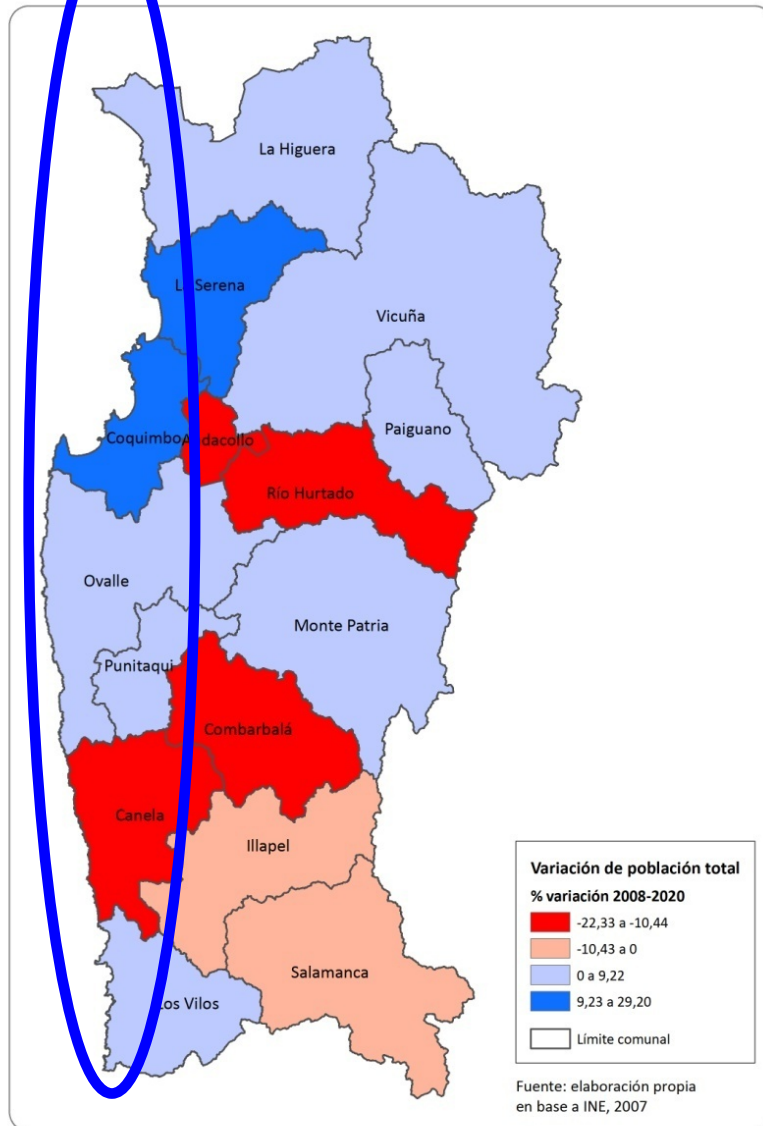 La Higuera
La Serena
Vicuña
Paiguano
Coquimbo
Andacollo
Río Hurtado
Ovalle
Monte Patria
Punitaqui
Combarbalá
Canela
Illapel
Salamanca
Los Vilos
Variación de población total
% variación 2008-2020
-22,33 a -10,44
-10,43 a 0
0 a 9,22
9,23 a 29,20
Límite comunal
Fuente: elaboración propia
en base a INE, 2007